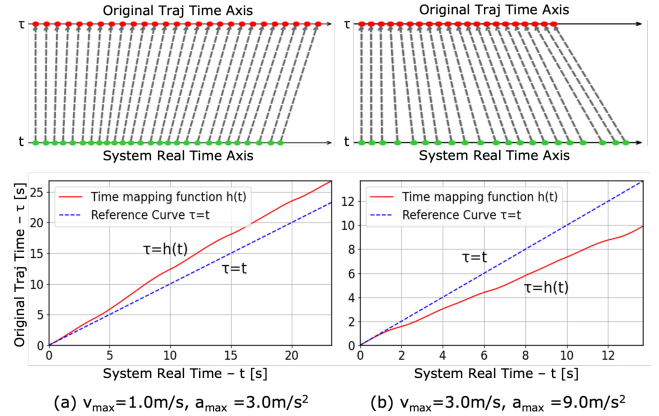 Original Traj Time Axis
τ
t
System Real Time Axis
Original Traj Time Axis
τ
t
System Real Time Axis
Original Traj Time – τ [s]
25
20
15
10
5
0
Time mapping function h(t)
Reference Curve τ=t
τ=h(t)
τ=t
0
10
20
System Real Time – t [s]
12
10
8
6
4
2
0
Time mapping function h(t)
Reference Curve τ=t
τ=t
τ=h(t)
0
2
4
6
8
10
12
System Real Time – t [s]
(a) vmax=1.0m/s, amax =3.0m/s²
(b) vmax=3.0m/s, amax=9.0m/s²